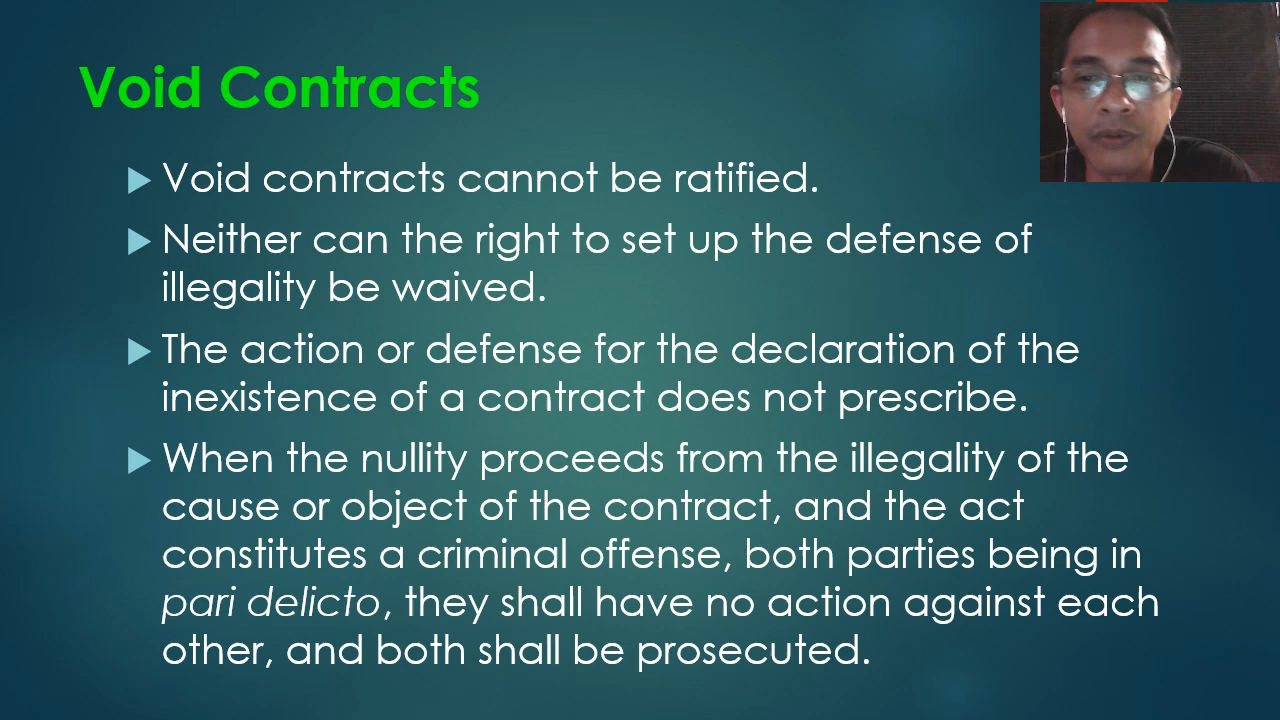 Void Contracts
Void contracts cannot be ratified.
Neither can the right to set up the defense of
illegality be waived.
The action or defense for the declaration of the
inexistence of a contract does not prescribe.
When the nullity proceeds from the illegality of the
cause or object of the contract, and the act
constitutes a criminal offense, both parties being in
pari delicto, they shall have no action against each
other, and both shall be prosecuted.